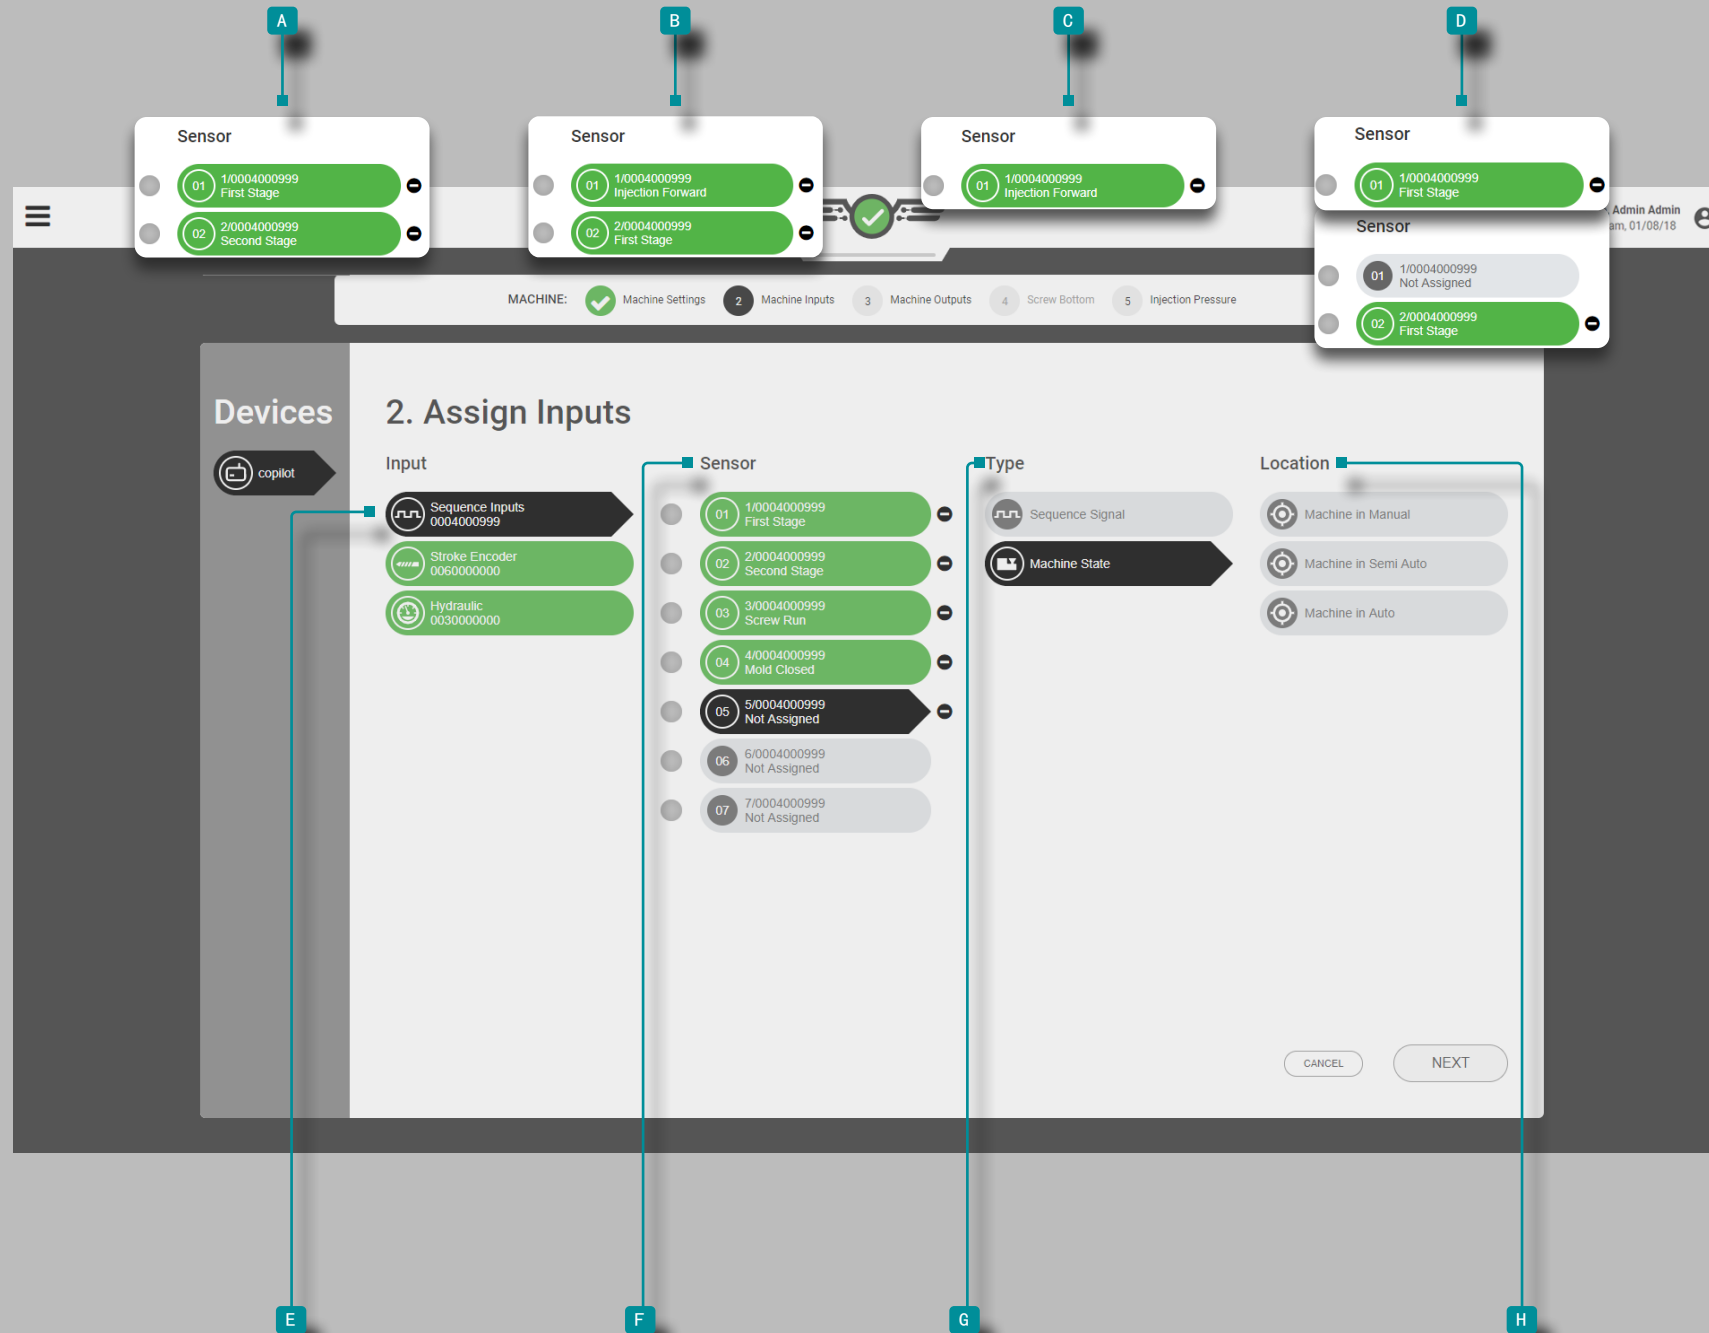 A
B
C
D
Sensor
01 1/0004000999
First Stage
02 2/0004000999
Second Stage
Sensor
01 1/0004000999
Injection Forward
02 2/0004000999
First Stage
Sensor
01 1/0004000999
Injection Forward
Sensor
01 1/0004000999
First Stage
Sensor
01 1/0004000999
Not Assigned
02 2/0004000999
First Stage
Admin Admin
am, 01/08/18
MACHINE: Machine Settings 2 Machine Inputs 3 Machine Outputs 4 Screw Bottom 5 Injection Pressure
Devices
copilot
2. Assign Inputs
Input
Sequence Inputs
0004000999
Stroke Encoder
0060000000
Hydraulic
0030000000
Sensor
01 1/0004000999
First Stage
02 2/0004000999
Second Stage
03 3/0004000999
Screw Run
04 4/0004000999
Mold Closed
05 5/0004000999
Not Assigned
06 6/0004000999
Not Assigned
07 7/0004000999
Not Assigned
Type
Sequence Signal
Machine State
Location
Machine in Manual
Machine in Semi Auto
Machine in Auto
CANCEL
NEXT
E
F
G
H